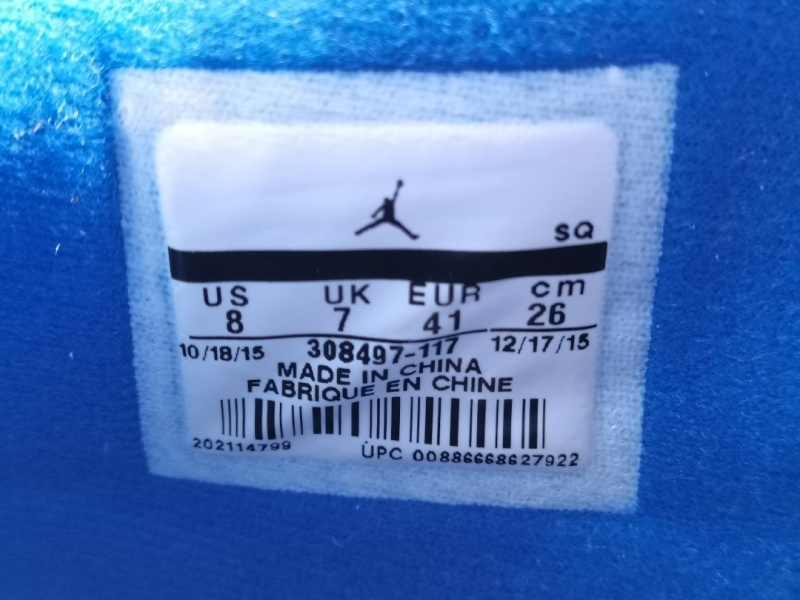 SQ
US UK EUR cm
8 7 41 26
10/18/15 308497-117 12/17/15
MADE IN CHINA
FABRIQUE EN CHINE
202114799 UPC 00886668627922